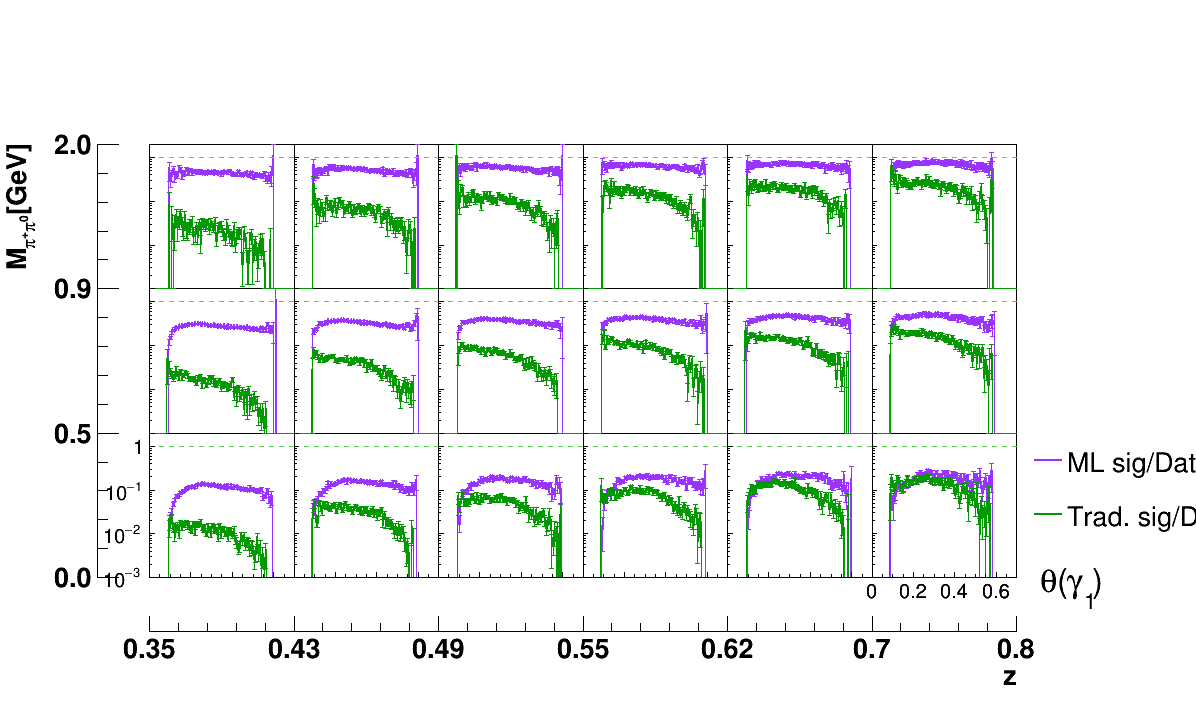 M_{π⁺π⁰}[GeV]
2.0
0.9
0.5
0.0
1
10⁻¹
10⁻²
10⁻³
ML sig/Dat
Trad. sig/D
θ(γ₁)
0 0.2 0.4 0.6
0.35 0.43 0.49 0.55 0.62 0.7 0.8
z